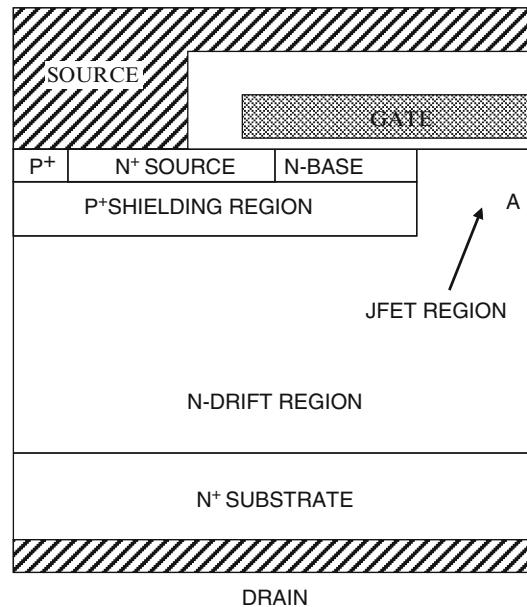 SOURCE
GATE
P+ N+ SOURCE N-BASE
P+SHIELDING REGION
A
JFET REGION
N-DRIFT REGION
N+ SUBSTRATE
DRAIN